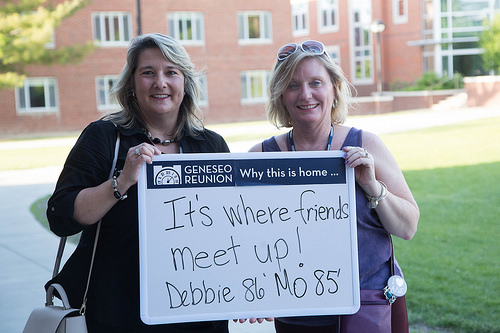 GENESEO
REUNION
Why this is home ...
It's where friends
meet up!
Debbie 86' Mo 85'